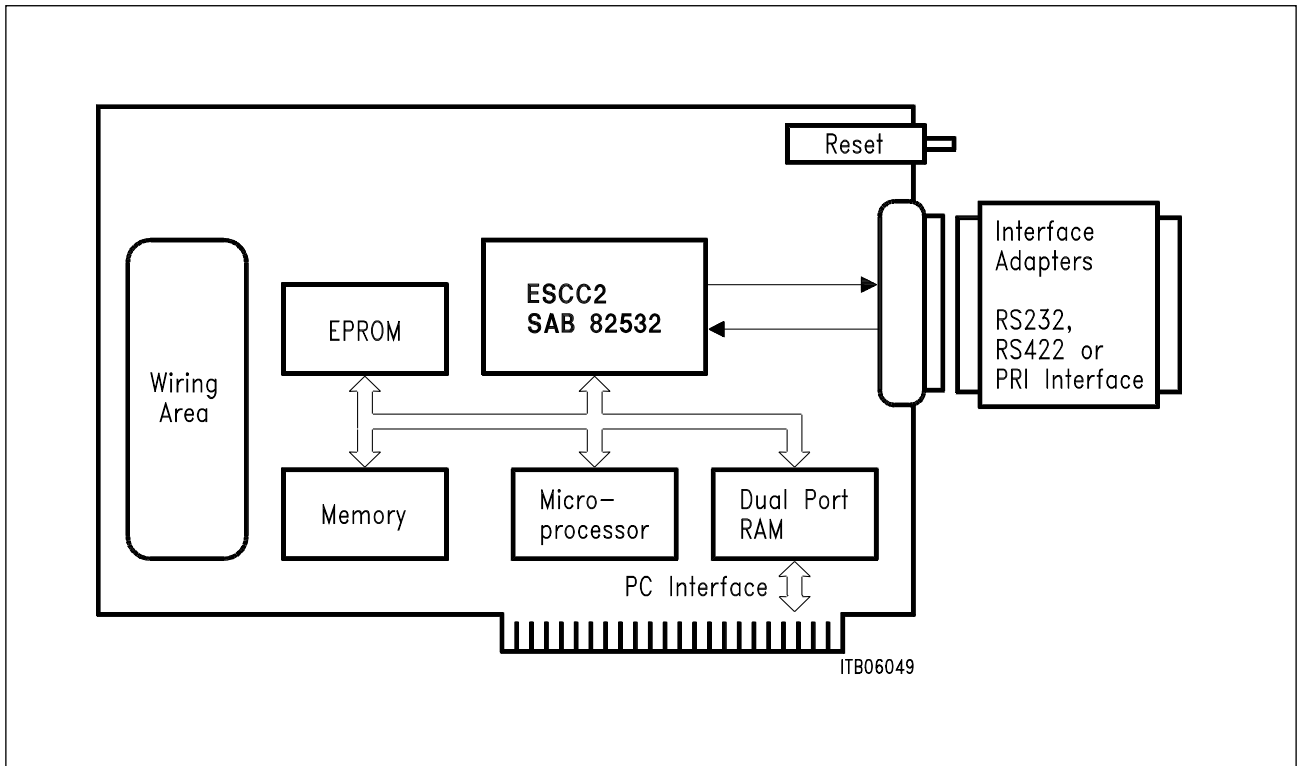 Reset
Interface
Adapters
RS232,
RS422 or
PRI Interface
ESCC2
SAB 82532
EPROM
Wiring
Area
Memory
Micro-
processor
Dual Port
RAM
PC Interface
ITB06049